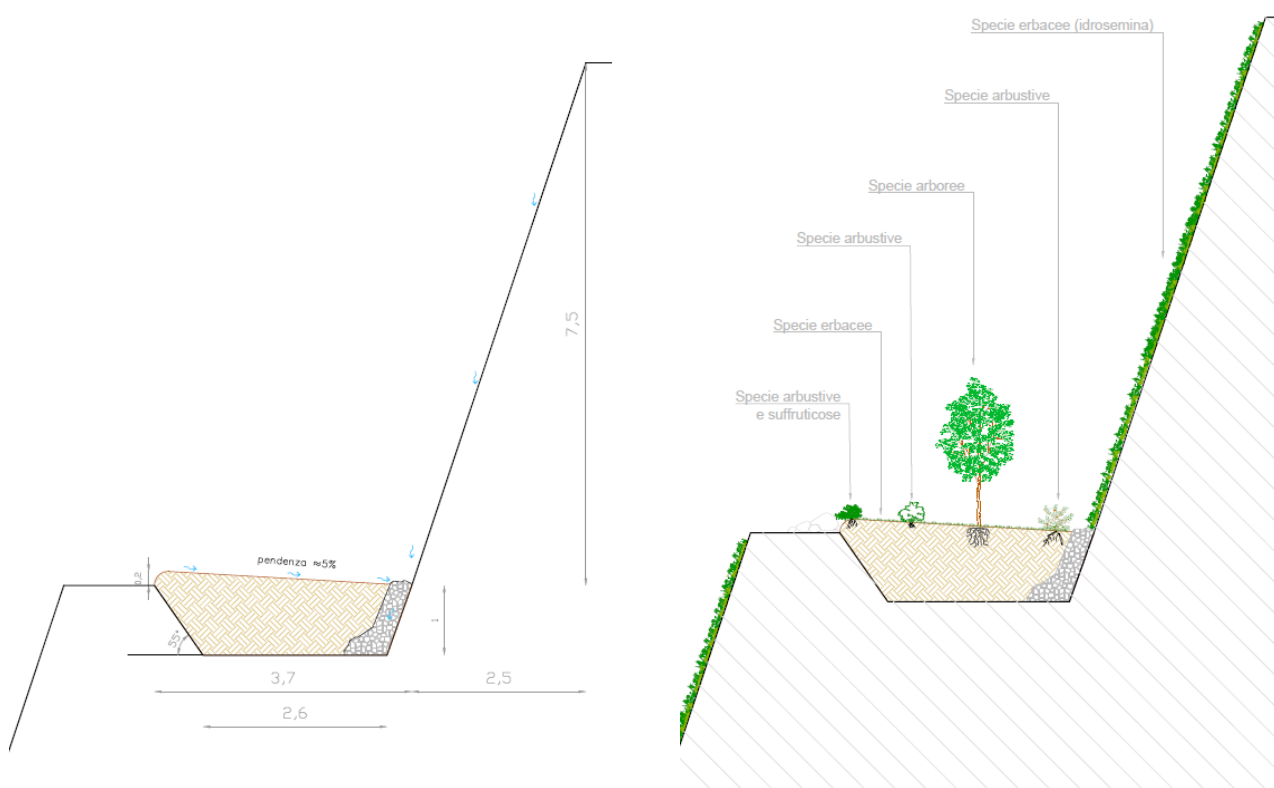 7,5
pendenza ≈5%
0,2
55°
1
3,7
2,5
2,6
Specie erbacee (idrosemina)
Specie arbustive
Specie arboree
Specie arbustive
Specie erbacee
Specie arbustive
e suffruticose